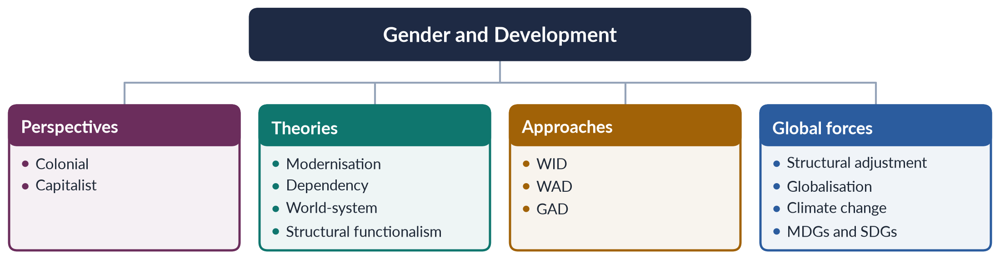 Gender and Development
Perspectives
• Colonial
• Capitalist
Theories
• Modernisation
• Dependency
• World-system
• Structural functionalism
Approaches
• WID
• WAD
• GAD
Global forces
• Structural adjustment
• Globalisation
• Climate change
• MDGs and SDGs